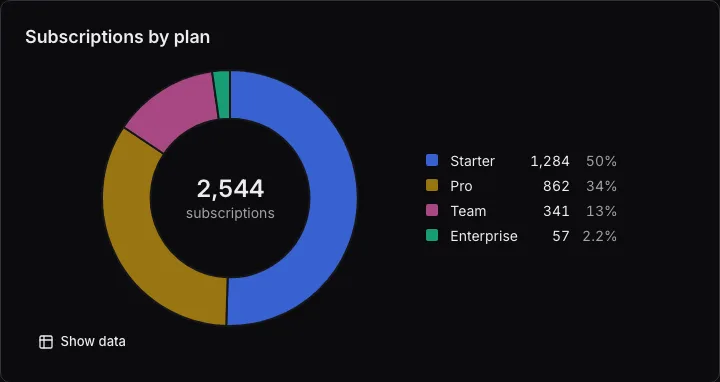 Subscriptions by plan
2,544
subscriptions
Starter 1,284 50%
Pro 862 34%
Team 341 13%
Enterprise 57 2.2%
Show data